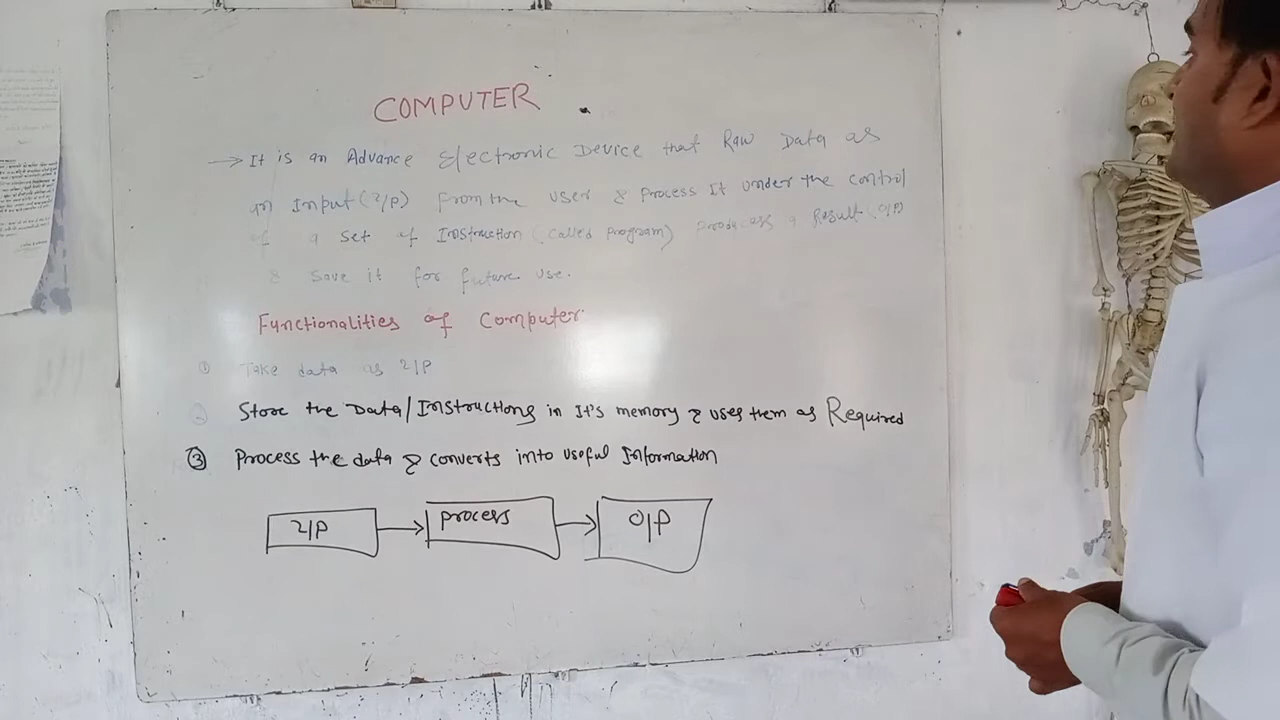 COMPUTER
→ It is an Advance Electronic Device that Raw Data as
an Input (I/P) from the user & process It under the control
of a set of Instruction (called program) produces a Result (O/P)
& save it for future use.
Functionalities of Computer
① Take data as I/P
② Store the Data/Instructions in It's memory & uses them as Required
③ Process the data & converts into useful Information
I/P → process → O/P